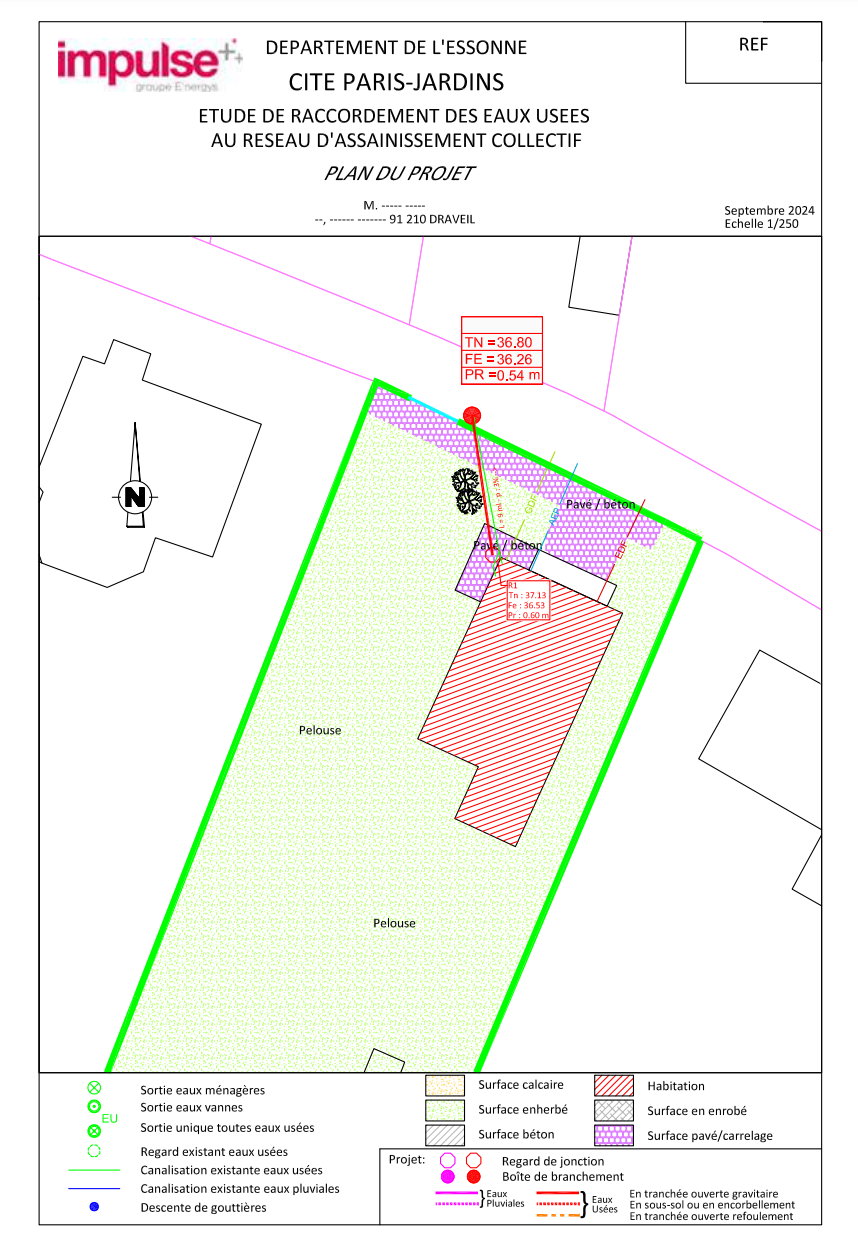 impulse
groupe E'nergys
DEPARTEMENT DE L'ESSONNE
CITE PARIS-JARDINS
ETUDE DE RACCORDEMENT DES EAUX USEES
AU RESEAU D'ASSAINISSEMENT COLLECTIF
PLAN DU PROJET
M. ----- -----
--, ------ ------- 91 210 DRAVEIL
REF
Septembre 2024
Echelle 1/250
TN =36.80
FE =36.26
PR =0.54 m
N
GDF
AEP
EDF
Pavé / béton
Pavé / béton
R1
Tn : 37.13
Fe : 36.53
Pr : 0.60 m
Pelouse
Pelouse
EU
Sortie eaux ménagères
Sortie eaux vannes
Sortie unique toutes eaux usées
Regard existant eaux usées
Canalisation existante eaux usées
Canalisation existante eaux pluviales
Descente de gouttières
Surface calcaire
Surface enherbé
Surface béton
Habitation
Surface en enrobé
Surface pavé/carrelage
Projet:
Regard de jonction
Boîte de branchement
Eaux
Pluviales
Eaux
Usées
En tranchée ouverte gravitaire
En sous-sol ou en encorbellement
En tranchée ouverte refoulement